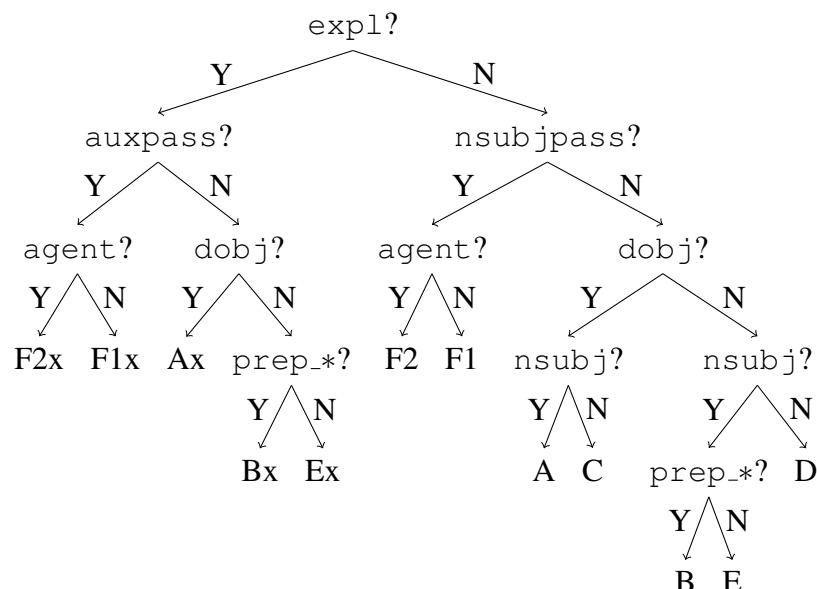 expl?
Y N
auxpass? nsubjpass?
Y N Y N
agent? dobj? agent? dobj?
Y N Y N Y N Y N
F2x F1x Ax prep_*? F2 F1 nsubj? nsubj?
Y N Y N Y N
Bx Ex A C prep_*? D
Y N
B E